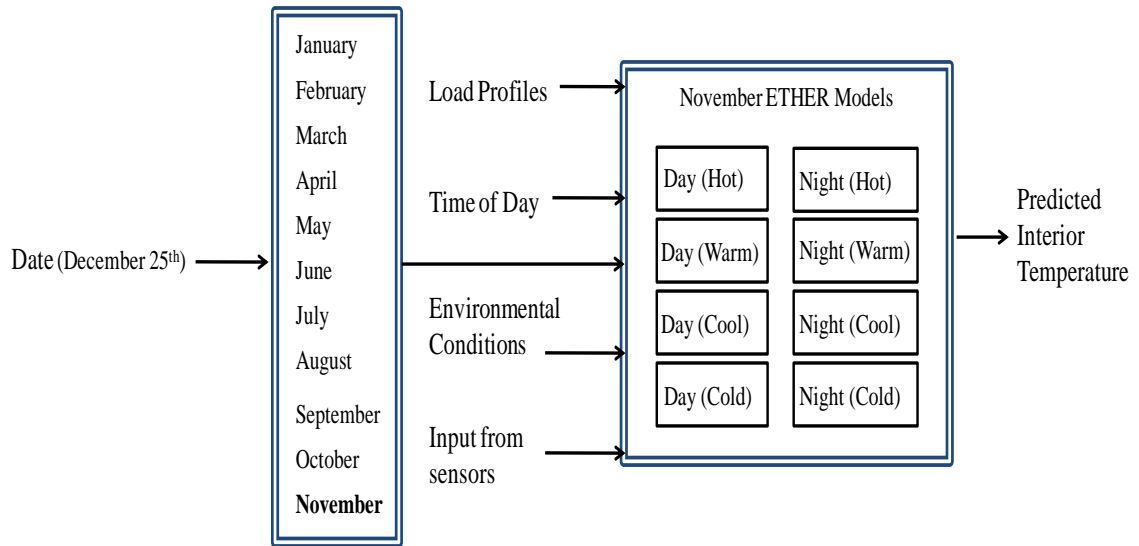 Date (December 25th)
January
February
March
April
May
June
July
August
September
October
November
Load Profiles
Time of Day
Environmental
Conditions
Input from
sensors
November ETHER Models
Day (Hot)
Night (Hot)
Day (Warm)
Night (Warm)
Day (Cool)
Night (Cool)
Day (Cold)
Night (Cold)
Predicted
Interior
Temperature